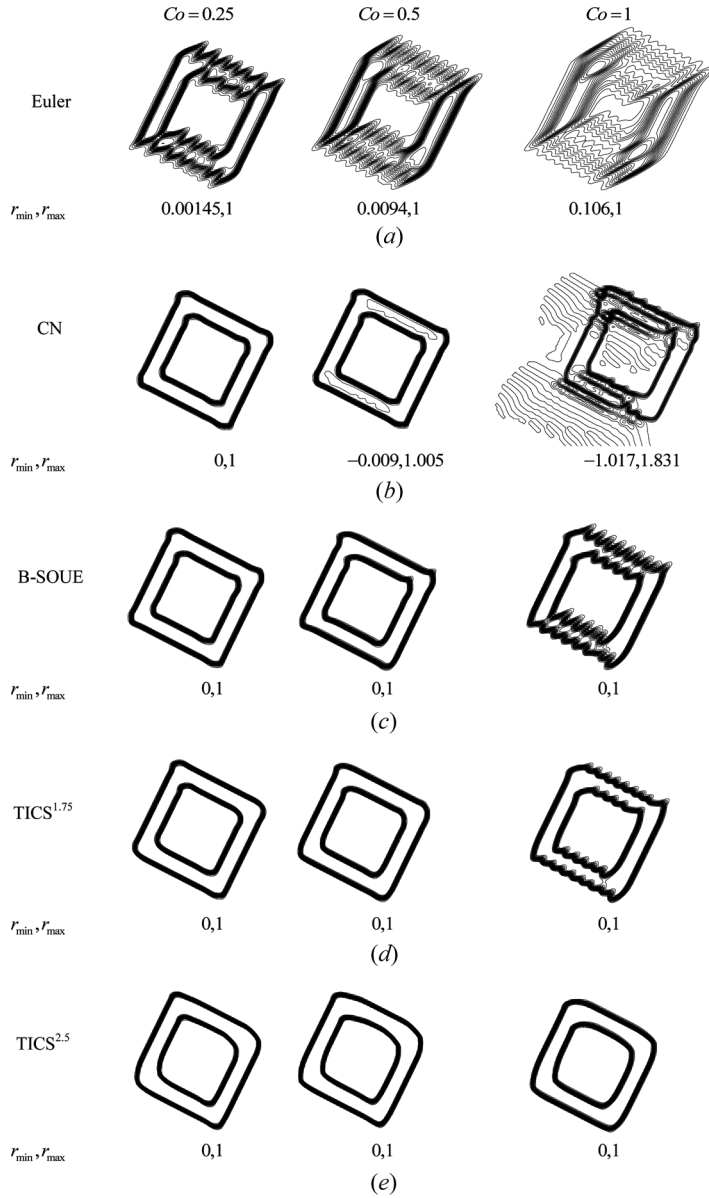 Co = 0.25 Co = 0.5 Co = 1
Euler
r_min, r_max 0.00145,1 0.0094,1 0.106,1
(a)
CN
r_min, r_max 0,1 −0.009,1.005 −1.017,1.831
(b)
B-SOUE
r_min, r_max 0,1 0,1 0,1
(c)
TICS^1.75
r_min, r_max 0,1 0,1 0,1
(d)
TICS^2.5
r_min, r_max 0,1 0,1 0,1
(e)